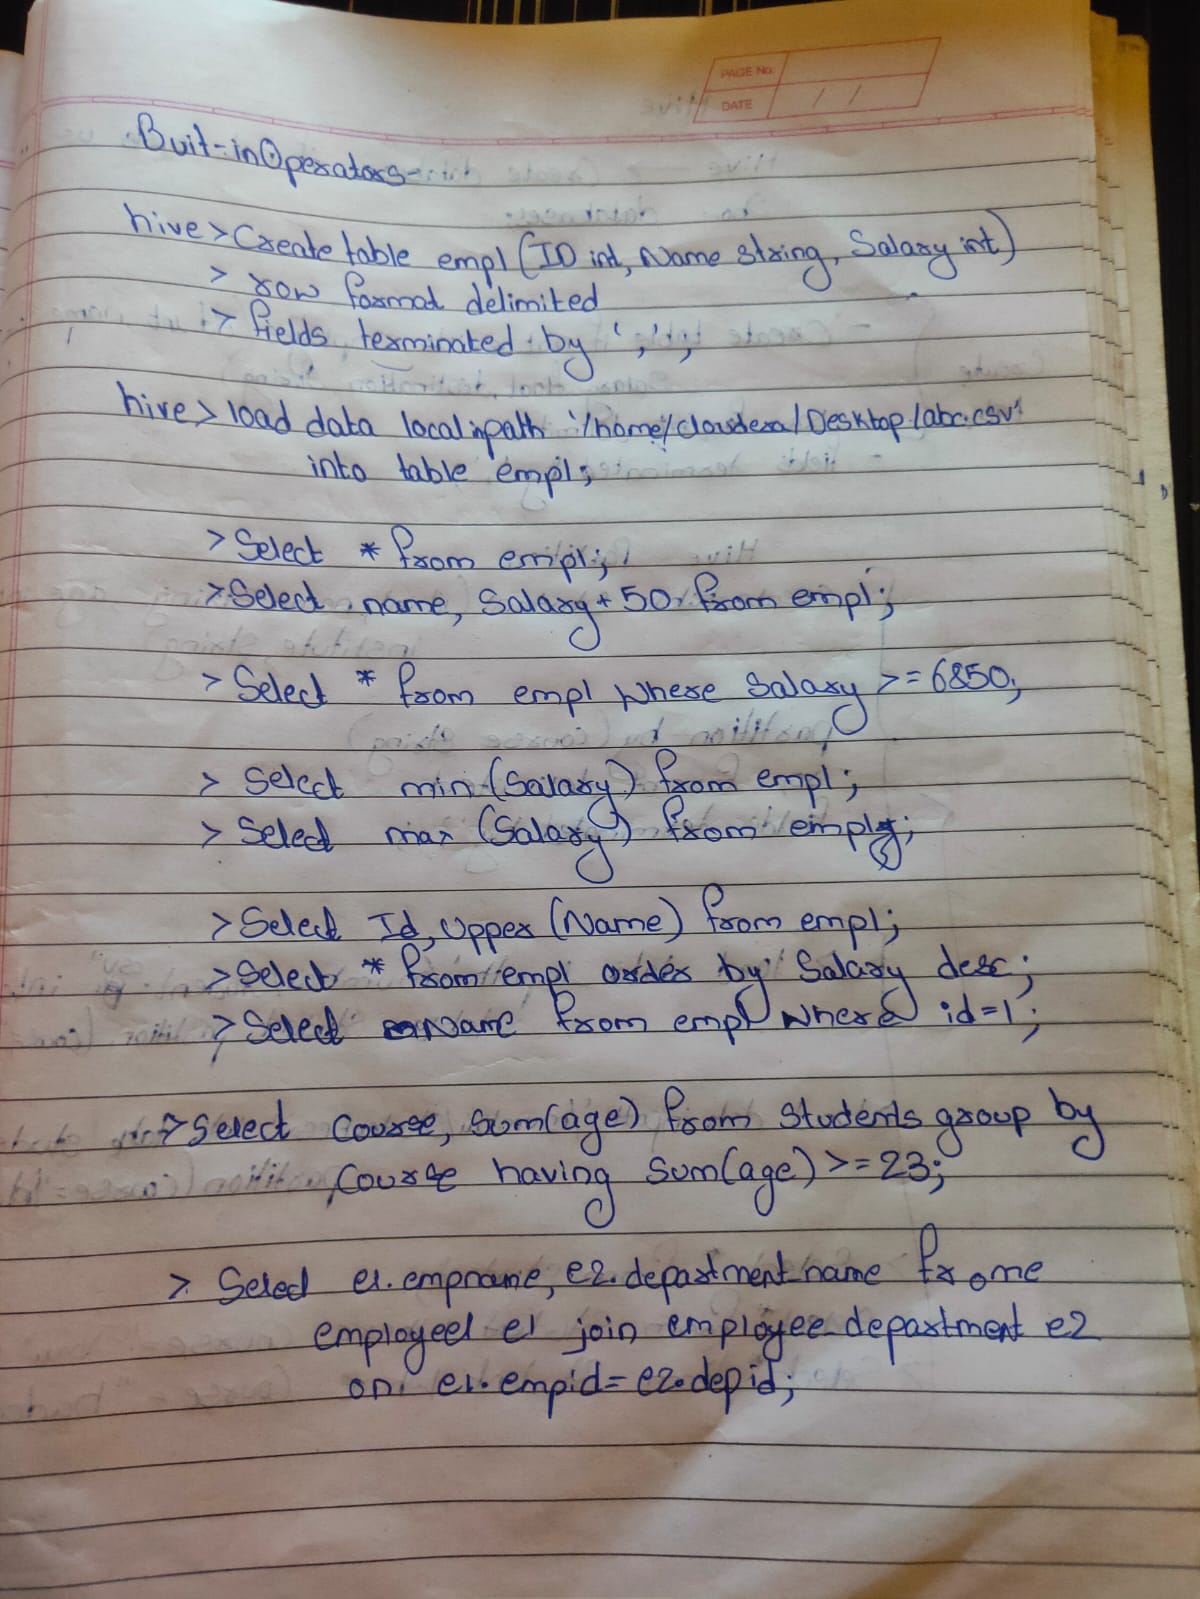 PAGE No.
DATE / /
Buit-inOperators-
hive>Create table empl (ID int, Name string, Salary int)
> row format delimited
> fields terminated by ',';
hive> load data local inpath '/home/cloudera/Desktop/abc.csv'
into table empl;
> Select * from empl;
> Select name, Salary + 50 from empl;
> Select * from empl where Salary >= 6850;
> Select min (Salary) from empl;
> Select max (Salary) from empl;
> Select Id, Upper (Name) from empl;
> Select * from empl order by Salary desc;
> Select Name from empl where id=1;
> Select Course, Sum(age) from Students group by
Course having Sum(age) >= 23;
> Select e1.empname, e2.department_name frome
employee1 e1 join employee_department e2
on e1.empid = e2.depid;